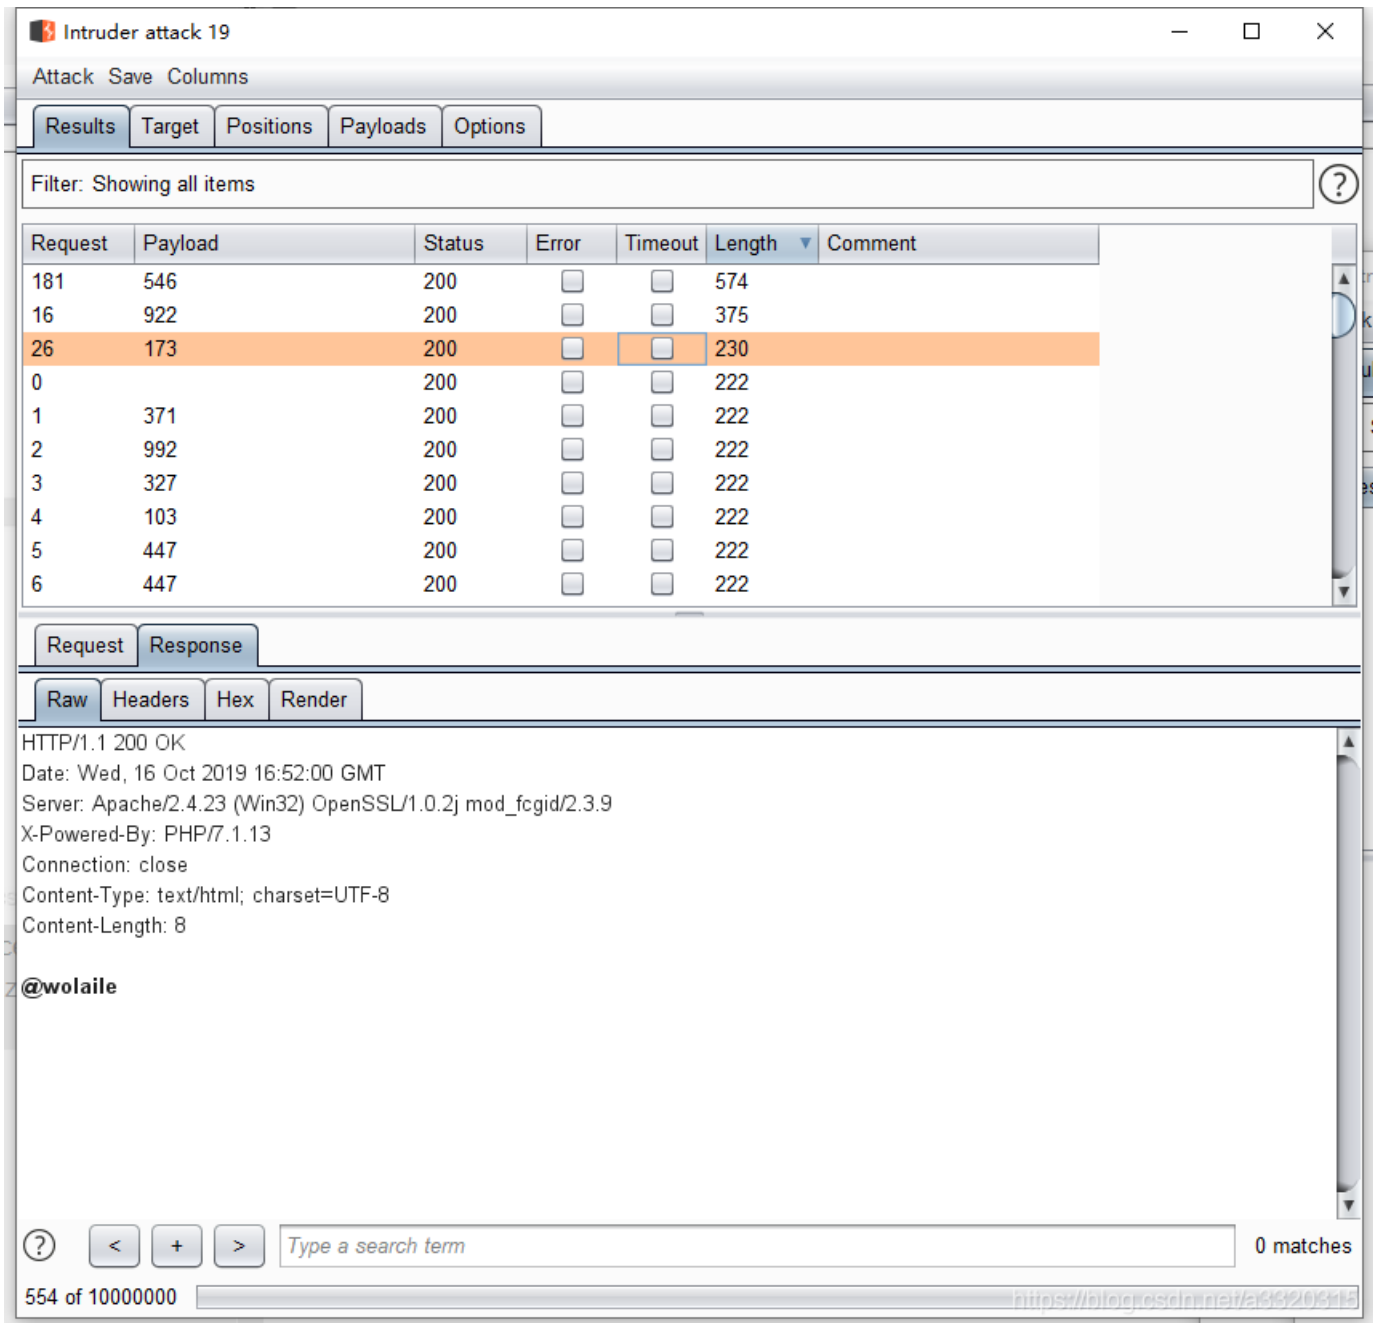 Intruder attack 19
Attack Save Columns
Results Target Positions Payloads Options
Filter: Showing all items
Request Payload Status Error Timeout Length Comment
181 546 200 574
16 922 200 375
26 173 200 230
0 200 222
1 371 200 222
2 992 200 222
3 327 200 222
4 103 200 222
5 447 200 222
6 447 200 222
Request Response
Raw Headers Hex Render
HTTP/1.1 200 OK
Date: Wed, 16 Oct 2019 16:52:00 GMT
Server: Apache/2.4.23 (Win32) OpenSSL/1.0.2j mod_fcgid/2.3.9
X-Powered-By: PHP/7.1.13
Connection: close
Content-Type: text/html; charset=UTF-8
Content-Length: 8
@wolaile
? < + > Type a search term 0 matches
554 of 10000000
https://blog.csdn.net/a3320315